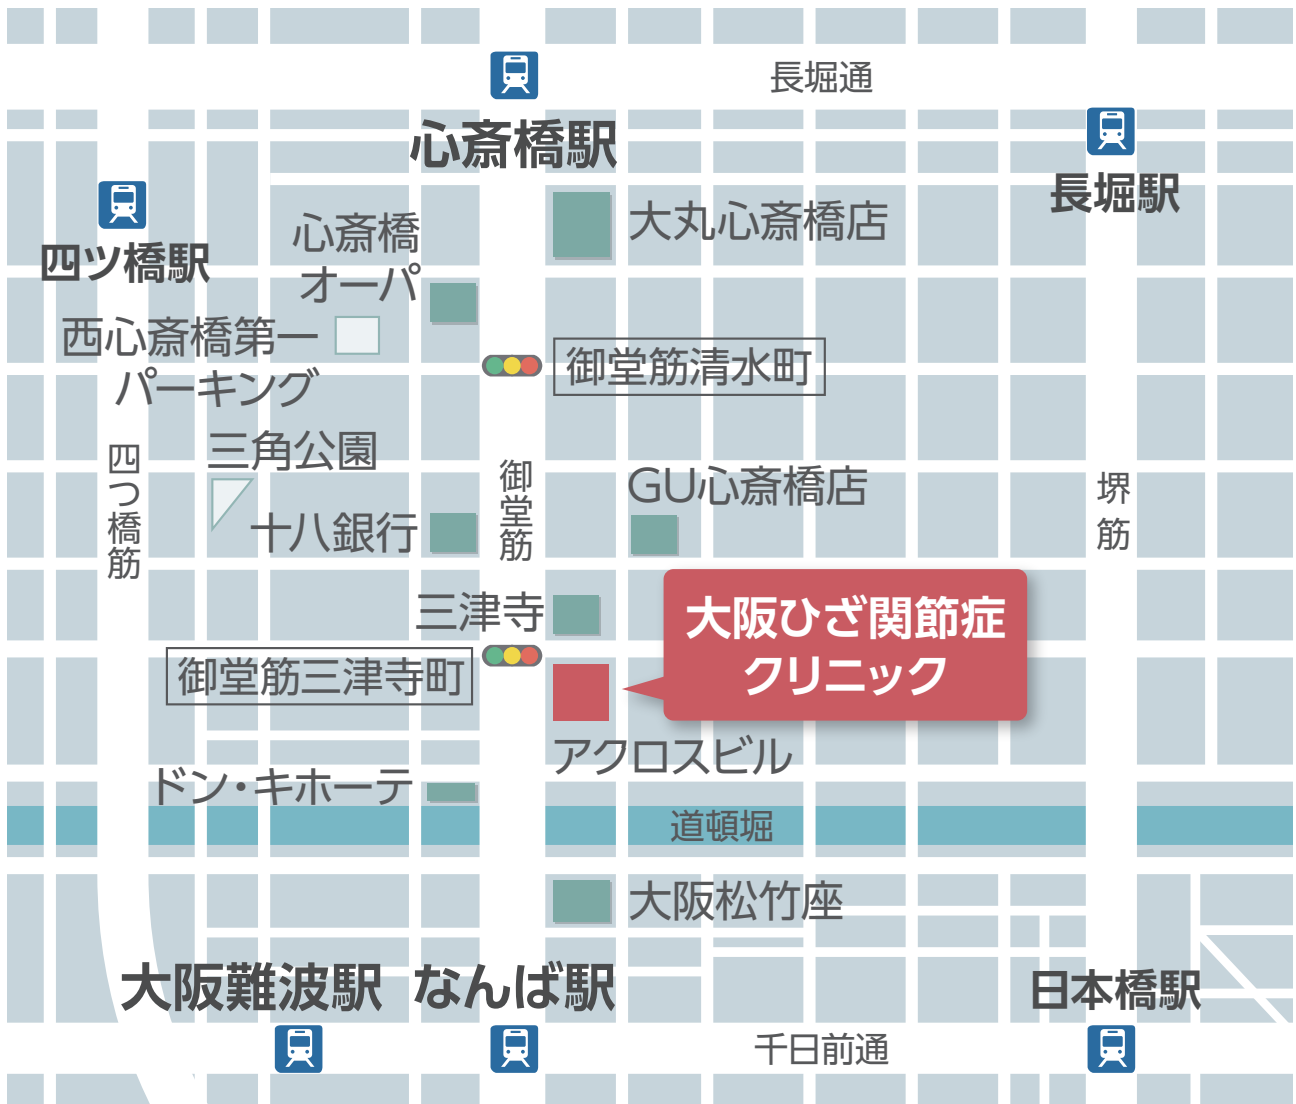 長堀通
心斎橋駅
長堀駅
四ツ橋駅
大丸心斎橋店
心斎橋
オーパ
西心斎橋第一
パーキング
御堂筋清水町
三角公園
四つ橋筋
御堂筋
GU心斎橋店
堺筋
十八銀行
三津寺
大阪ひざ関節症
クリニック
御堂筋三津寺町
アクロスビル
ドン・キホーテ
道頓堀
大阪松竹座
大阪難波駅
なんば駅
日本橋駅
千日前通